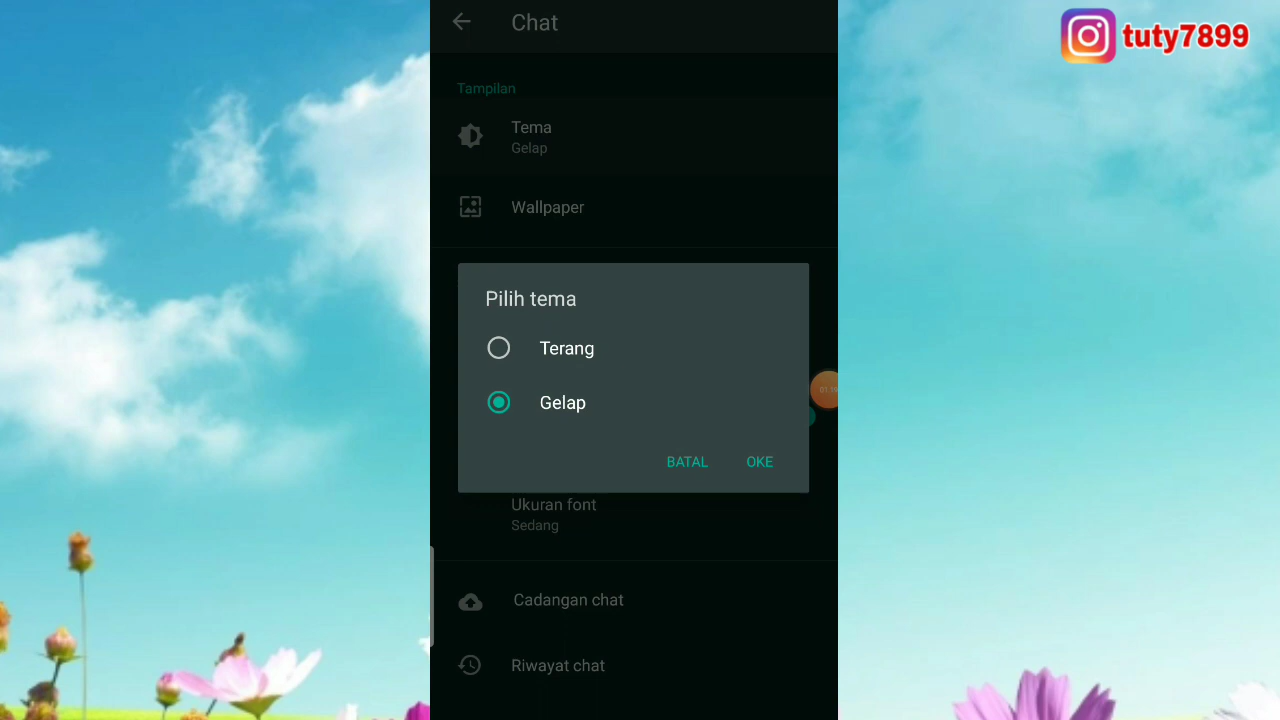 Chat
tuty7899
Tampilan
Tema
Gelap
Wallpaper
Pilih tema
Terang
Gelap
BATAL OKE
Ukuran font
Sedang
Cadangan chat
Riwayat chat